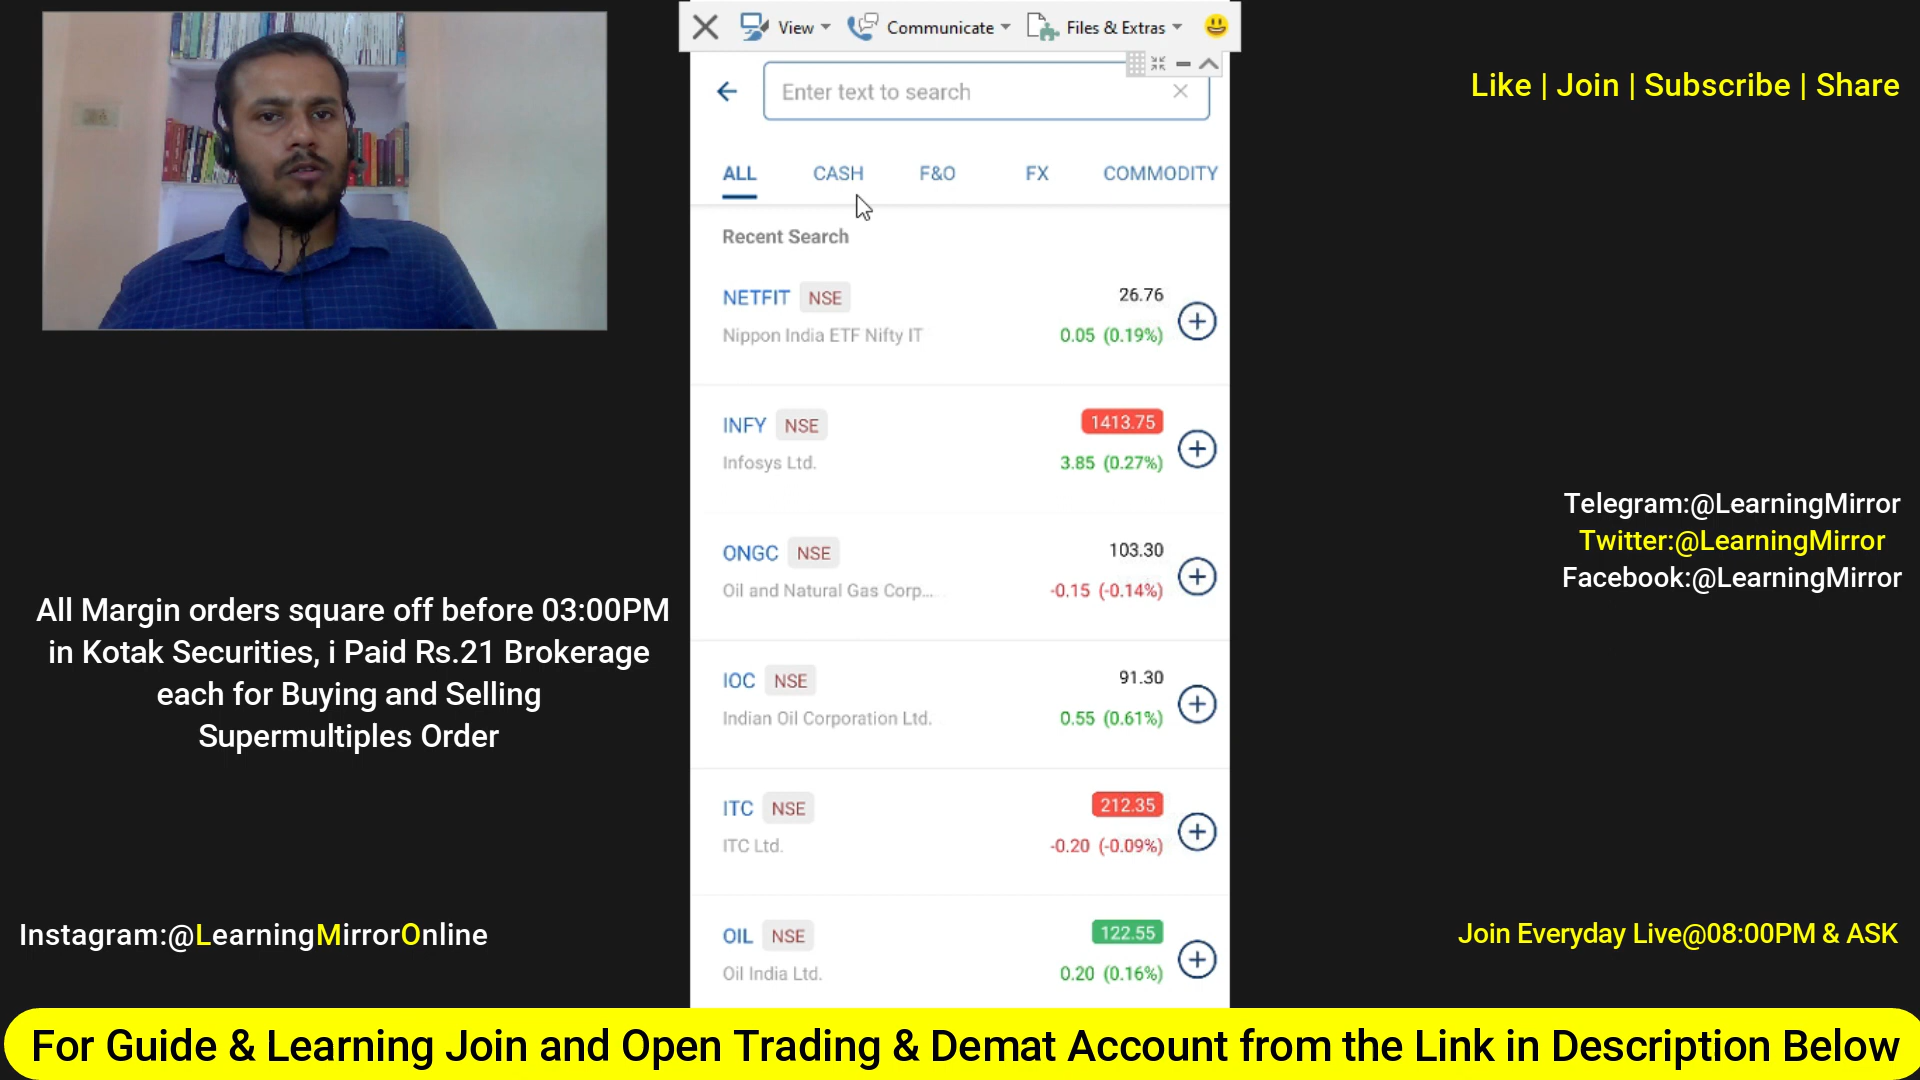 View
Communicate
Files & Extras
Enter text to search
ALL
CASH
F&O
FX
COMMODITY
Recent Search
NETFIT NSE 26.76
Nippon India ETF Nifty IT 0.05 (0.19%)
INFY NSE 1413.75
Infosys Ltd. 3.85 (0.27%)
ONGC NSE 103.30
Oil and Natural Gas Corp... -0.15 (-0.14%)
IOC NSE 91.30
Indian Oil Corporation Ltd. 0.55 (0.61%)
ITC NSE 212.35
ITC Ltd. -0.20 (-0.09%)
OIL NSE 122.55
Oil India Ltd. 0.20 (0.16%)
Like | Join | Subscribe | Share
Telegram:@LearningMirror
Twitter:@LearningMirror
Facebook:@LearningMirror
All Margin orders square off before 03:00PM
in Kotak Securities, i Paid Rs.21 Brokerage
each for Buying and Selling
Supermultiples Order
Instagram:@LearningMirrorOnline
Join Everyday Live@08:00PM & ASK
For Guide & Learning Join and Open Trading & Demat Account from the Link in Description Below